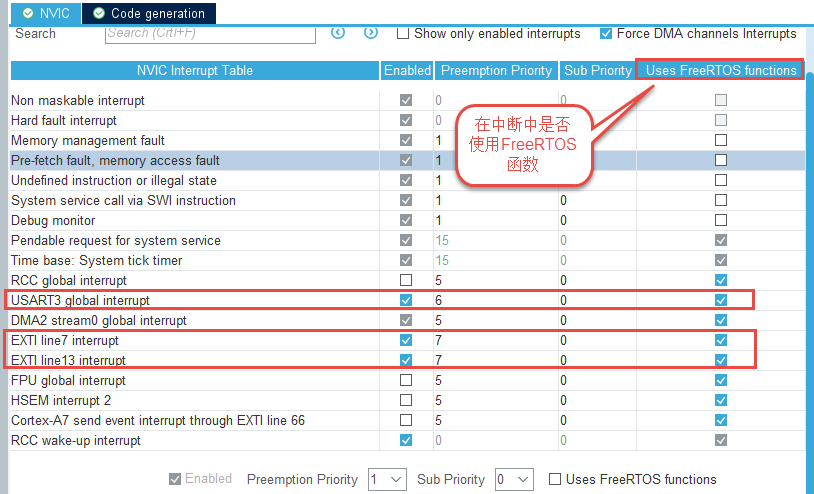 NVIC Code generation
Search Search (Crtl+F) Show only enabled interrupts Force DMA channels Interrupts
NVIC Interrupt Table Enabled Preemption Priority Sub Priority Uses FreeRTOS functions
Non maskable interrupt 0 0
Hard fault interrupt 0
Memory management fault 1
Pre-fetch fault, memory access fault 1
Undefined instruction or illegal state 1
System service call via SWI instruction 1 0
Debug monitor 1 0
Pendable request for system service 15 0
Time base: System tick timer 15 0
RCC global interrupt 5 0
USART3 global interrupt 6 0
DMA2 stream0 global interrupt 5 0
EXTI line7 interrupt 7 0
EXTI line13 interrupt 7 0
FPU global interrupt 5 0
HSEM interrupt 2 5 0
Cortex-A7 send event interrupt through EXTI line 66 5 0
RCC wake-up interrupt 0 0
在中断中是否
使用FreeRTOS
函数
Enabled Preemption Priority 1 Sub Priority 0 Uses FreeRTOS functions